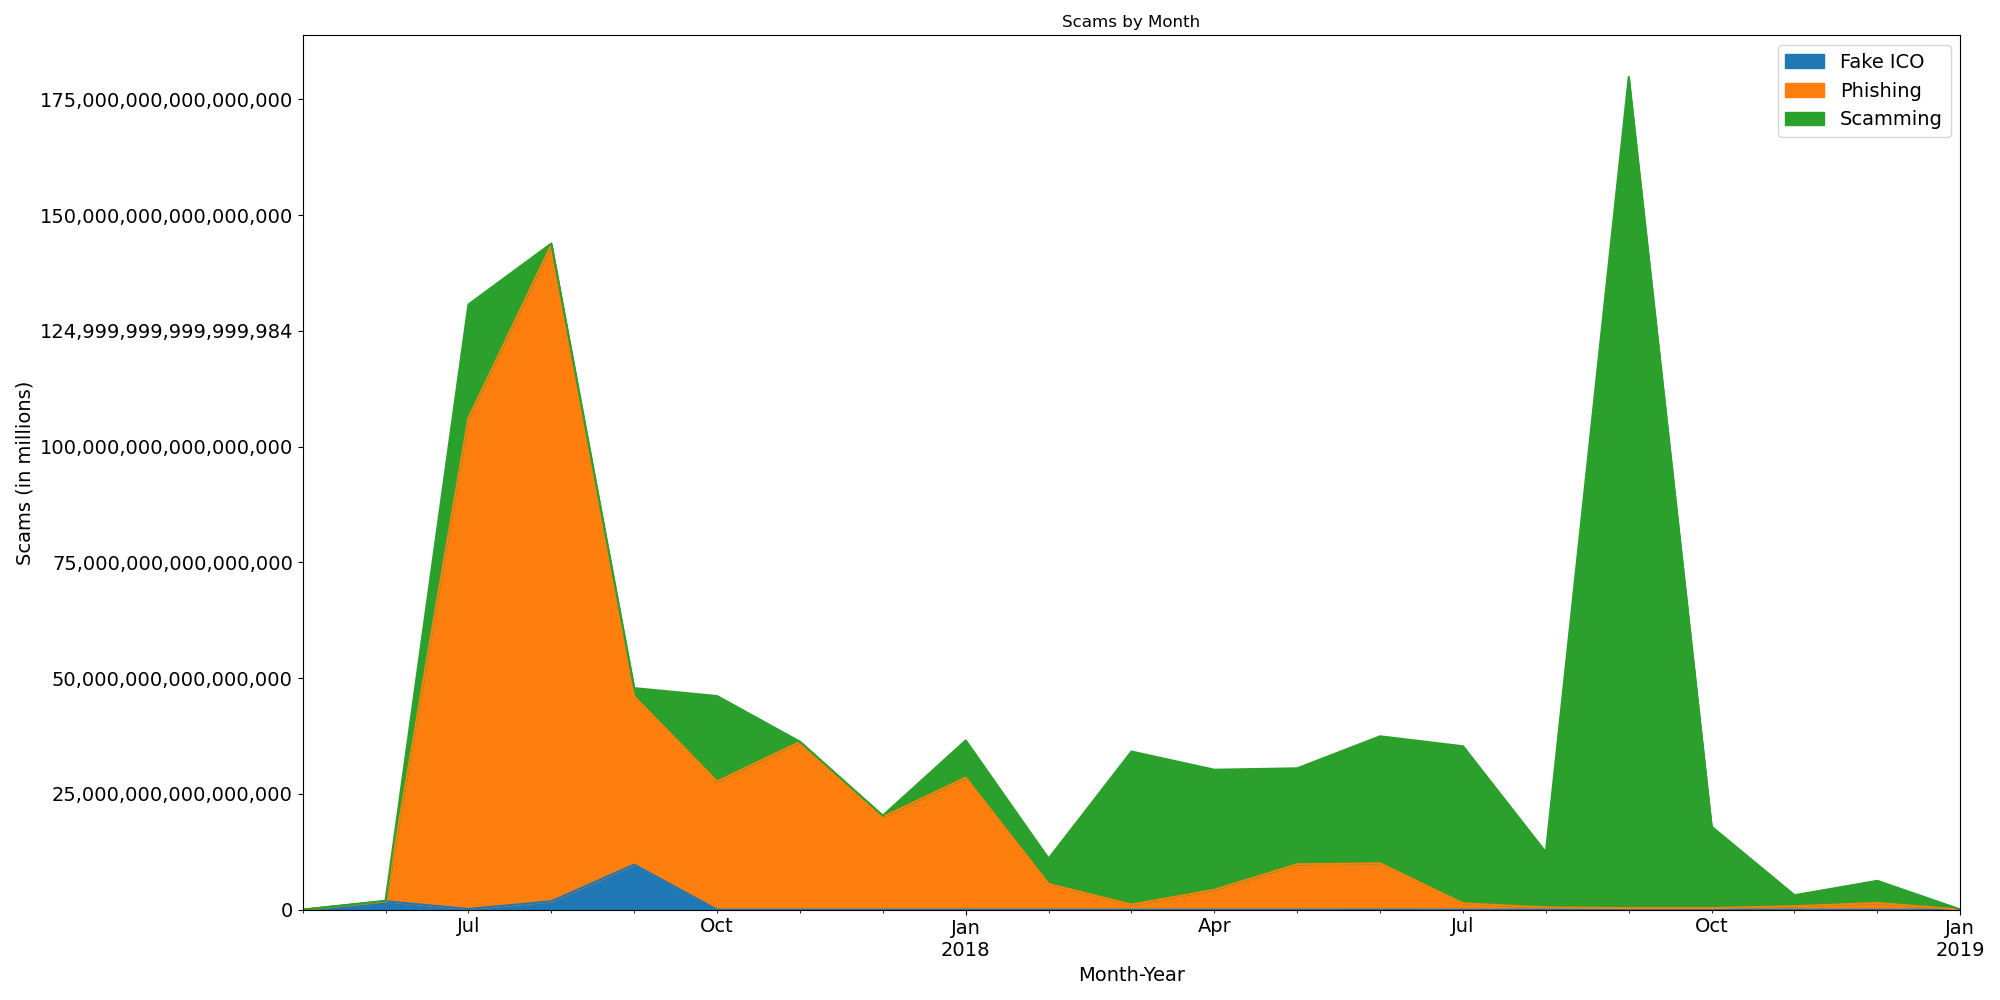 Scams by Month
Fake ICO
Phishing
Scamming
175,000,000,000,000,000
150,000,000,000,000,000
124,999,999,999,999,984
100,000,000,000,000,000
75,000,000,000,000,000
50,000,000,000,000,000
25,000,000,000,000,000
0
Scams (in millions)
Jul
Oct
Jan
2018
Apr
Jul
Oct
Jan
2019
Month-Year